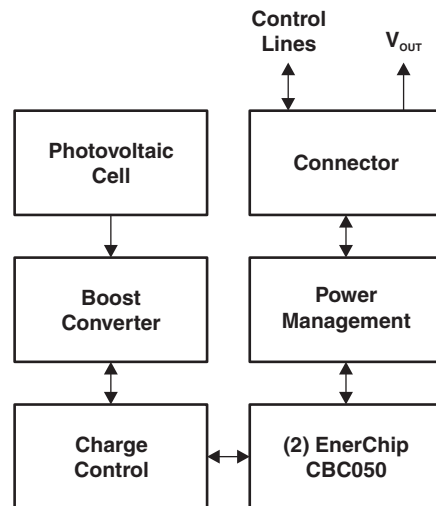 Control
Lines
VOUT
Photovoltaic
Cell
Connector
Boost
Converter
Power
Management
Charge
Control
(2) EnerChip
CBC050